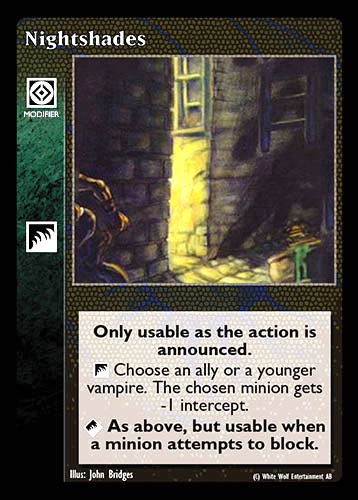 Nightshades
MODIFIER
Only usable as the action is
announced.
Choose an ally or a younger
vampire. The chosen minion gets
-1 intercept.
As above, but usable when
a minion attempts to block.
Illus: John Bridges
(C) White Wolf Entertainment AB